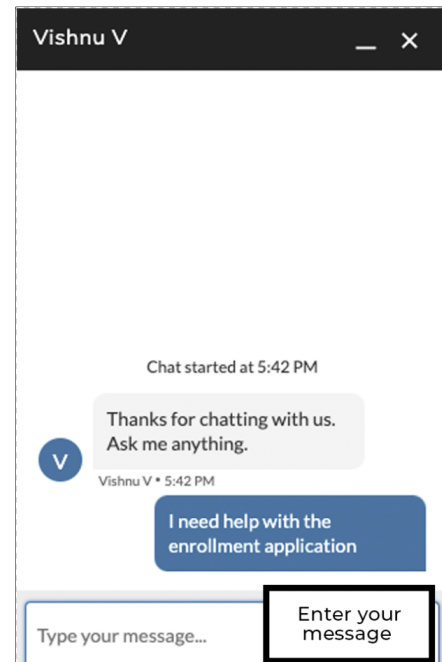 Vishnu V
Chat started at 5:42 PM
Thanks for chatting with us.
Ask me anything.
V
Vishnu V • 5:42 PM
I need help with the
enrollment application
Type your message...
Enter your
message